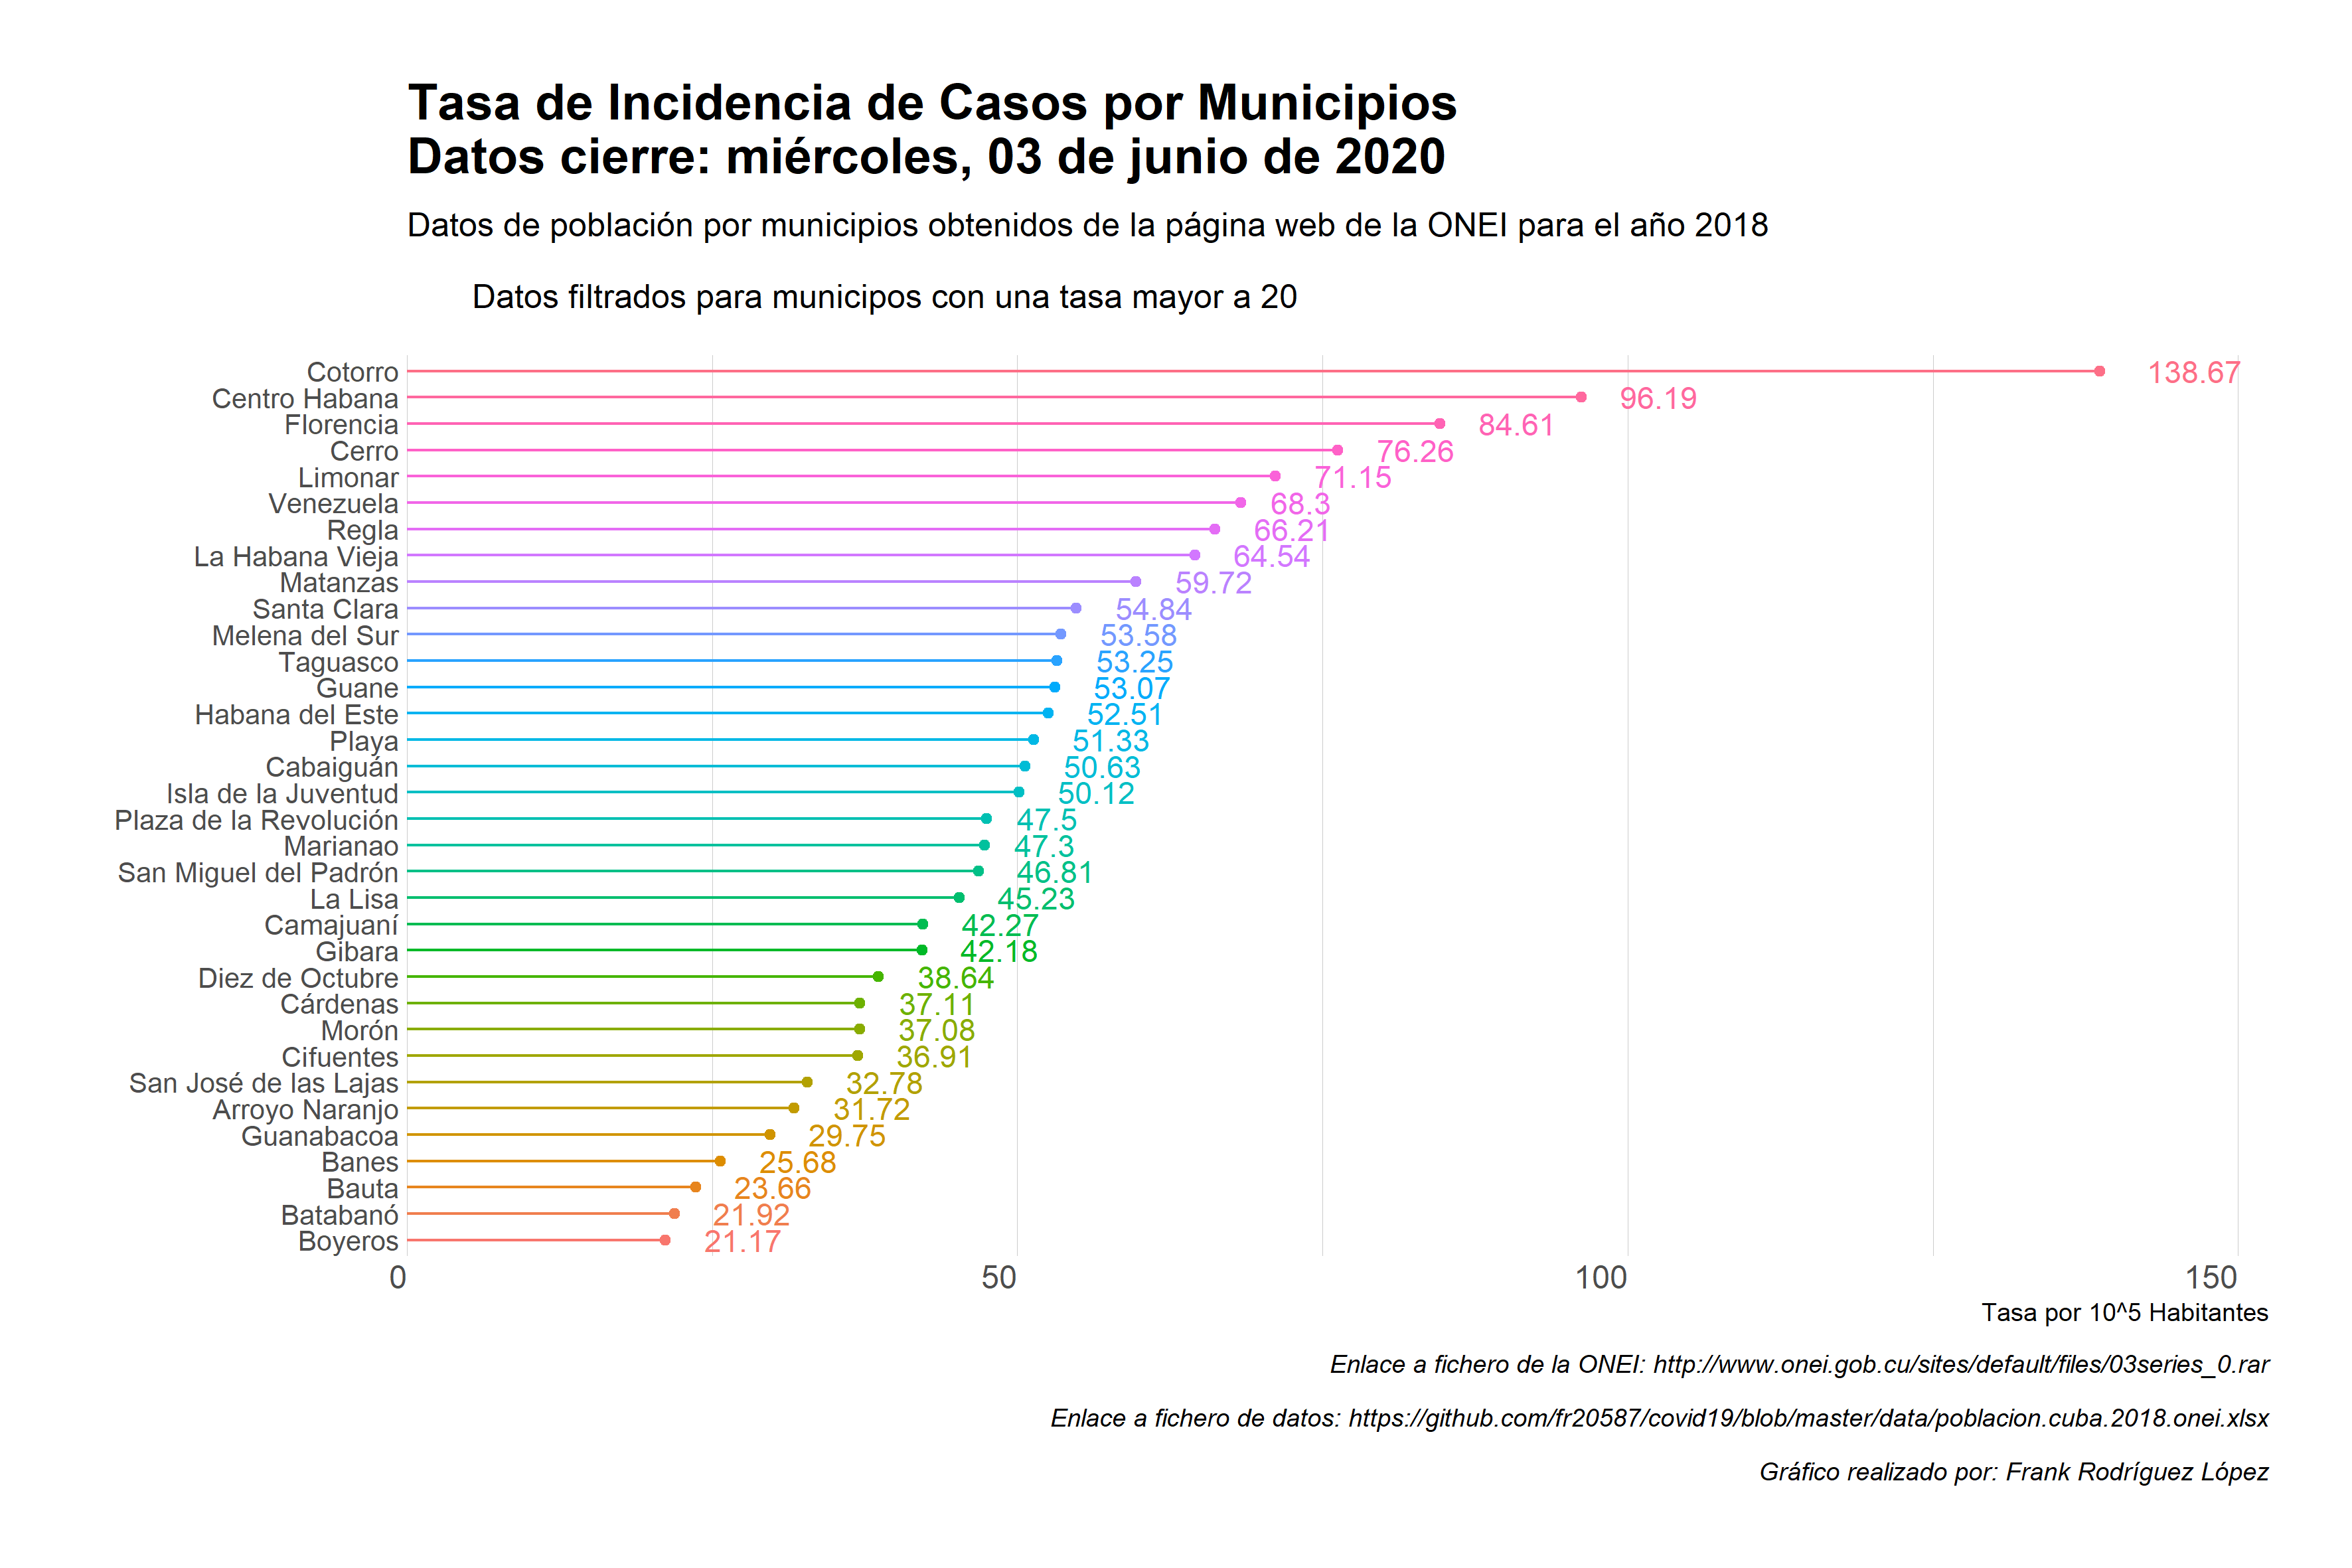 Tasa de Incidencia de Casos por Municipios
Datos cierre: miércoles, 03 de junio de 2020
Datos de población por municipios obtenidos de la página web de la ONEI para el año 2018
Datos filtrados para municipos con una tasa mayor a 20
Cotorro 138.67
Centro Habana 96.19
Florencia 84.61
Cerro 76.26
Limonar 71.15
Venezuela 68.3
Regla 66.21
La Habana Vieja 64.54
Matanzas 59.72
Santa Clara 54.84
Melena del Sur 53.58
Taguasco 53.25
Guane 53.07
Habana del Este 52.51
Playa 51.33
Cabaiguán 50.63
Isla de la Juventud 50.12
Plaza de la Revolución 47.5
Marianao 47.3
San Miguel del Padrón 46.81
La Lisa 45.23
Camajuaní 42.27
Gibara 42.18
Diez de Octubre 38.64
Cárdenas 37.11
Morón 37.08
Cifuentes 36.91
San José de las Lajas 32.78
Arroyo Naranjo 31.72
Guanabacoa 29.75
Banes 25.68
Bauta 23.66
Batabanó 21.92
Boyeros 21.17
0 50 100 150
Tasa por 10^5 Habitantes
Enlace a fichero de la ONEI: http://www.onei.gob.cu/sites/default/files/03series_0.rar
Enlace a fichero de datos: https://github.com/fr20587/covid19/blob/master/data/poblacion.cuba.2018.onei.xlsx
Gráfico realizado por: Frank Rodríguez López